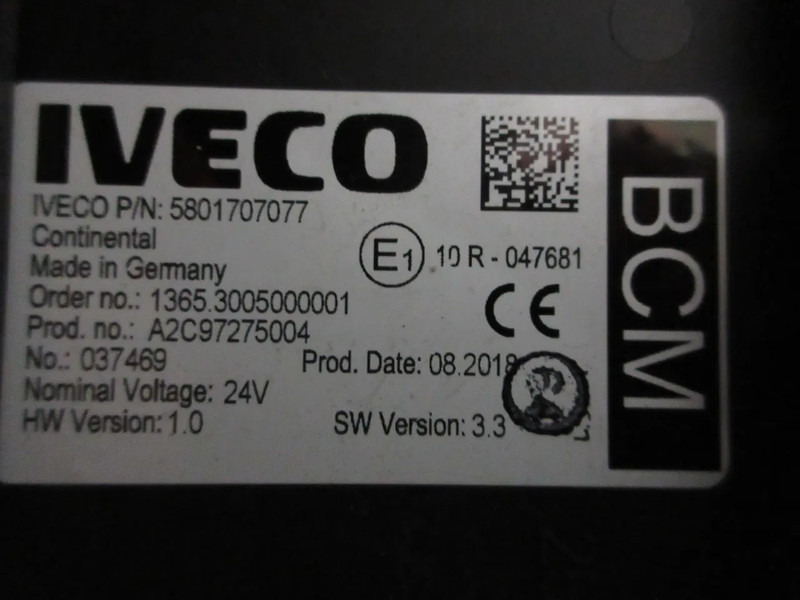 IVECO
IVECO P/N: 5801707077
Continental
Made in Germany
E1 10 R - 047681
Order no.: 1365.3005000001
CE
Prod. no.: A2C97275004
No.: 037469 Prod. Date: 08.2018
Nominal Voltage: 24V
HW Version: 1.0 SW Version: 3.3
BCM